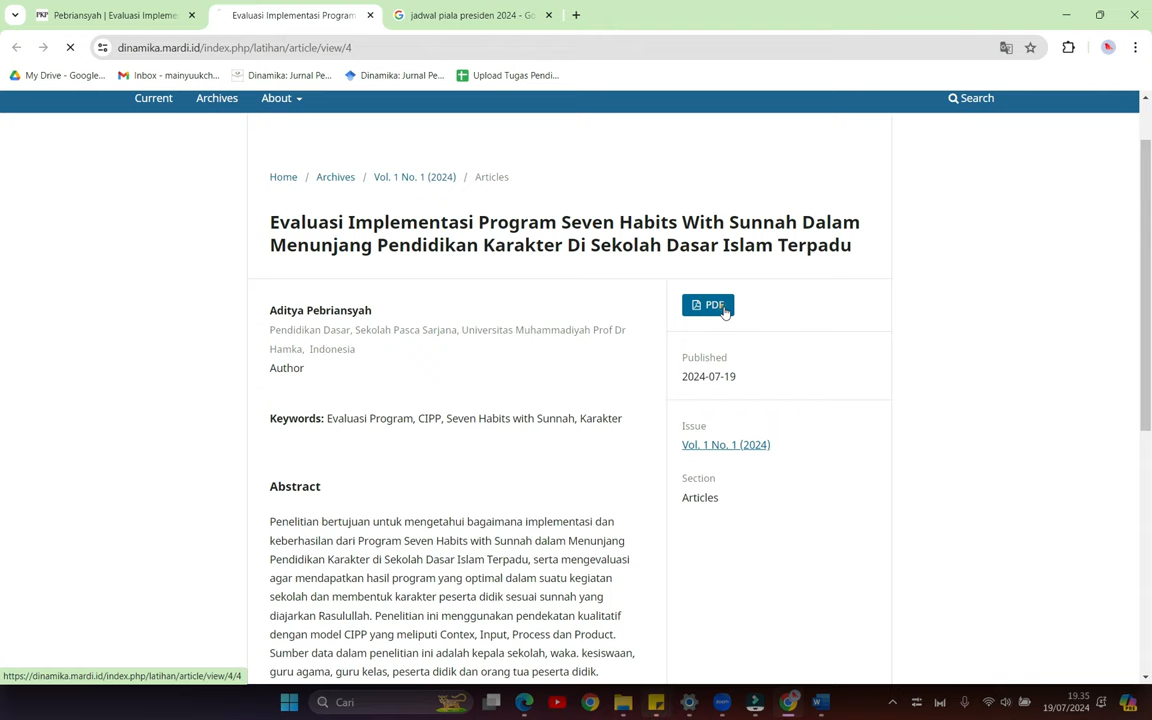 PKP Pebriansyah | Evaluasi Impleme
Evaluasi Implementasi Program
jadwal piala presiden 2024 - Go
dinamika.mardi.id/index.php/latihan/article/view/4
My Drive - Google...
Inbox - mainyuukch...
Dinamika: Jurnal Pe...
Dinamika: Jurnal Pe...
Upload Tugas Pendi...
Current
Archives
About
Search
Home / Archives / Vol. 1 No. 1 (2024) / Articles
Evaluasi Implementasi Program Seven Habits With Sunnah Dalam
Menunjang Pendidikan Karakter Di Sekolah Dasar Islam Terpadu
Aditya Pebriansyah
Pendidikan Dasar, Sekolah Pasca Sarjana, Universitas Muhammadiyah Prof Dr
Hamka, Indonesia
Author
Keywords: Evaluasi Program, CIPP, Seven Habits with Sunnah, Karakter
Abstract
Penelitian bertujuan untuk mengetahui bagaimana implementasi dan
keberhasilan dari Program Seven Habits with Sunnah dalam Menunjang
Pendidikan Karakter di Sekolah Dasar Islam Terpadu, serta mengevaluasi
agar mendapatkan hasil program yang optimal dalam suatu kegiatan
sekolah dan membentuk karakter peserta didik sesuai sunnah yang
diajarkan Rasulullah. Penelitian ini menggunakan pendekatan kualitatif
dengan model CIPP yang meliputi Contex, Input, Process dan Product.
Sumber data dalam penelitian ini adalah kepala sekolah, waka. kesiswaan,
guru agama, guru kelas, peserta didik dan orang tua peserta didik.
PDF
Published
2024-07-19
Issue
Vol. 1 No. 1 (2024)
Section
Articles
https://dinamika.mardi.id/index.php/latihan/article/view/4/4
Cari
19.35
19/07/2024